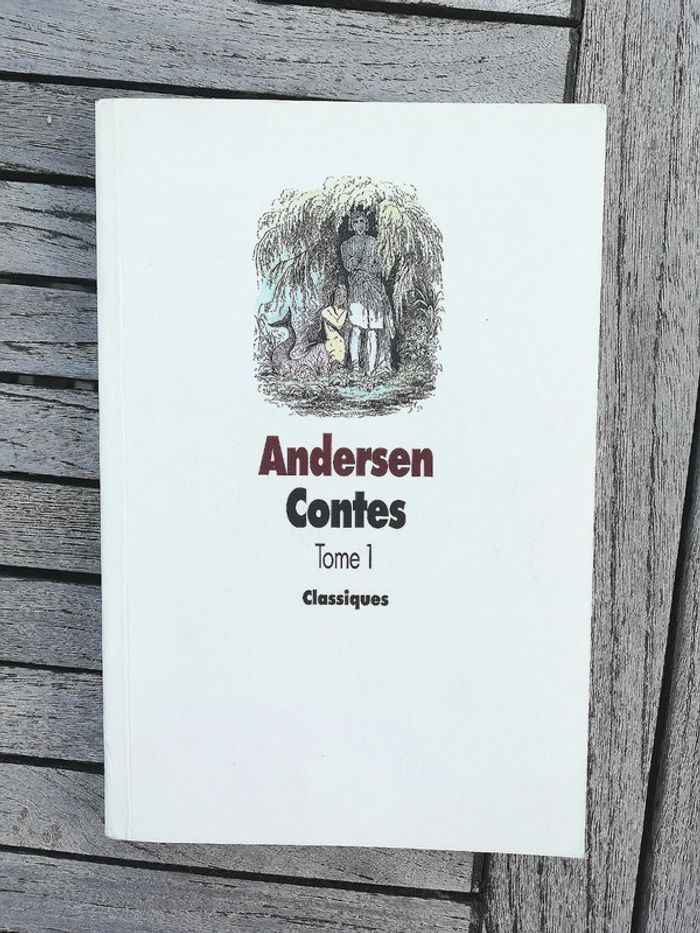 Andersen
Contes
Tome 1
Classiques